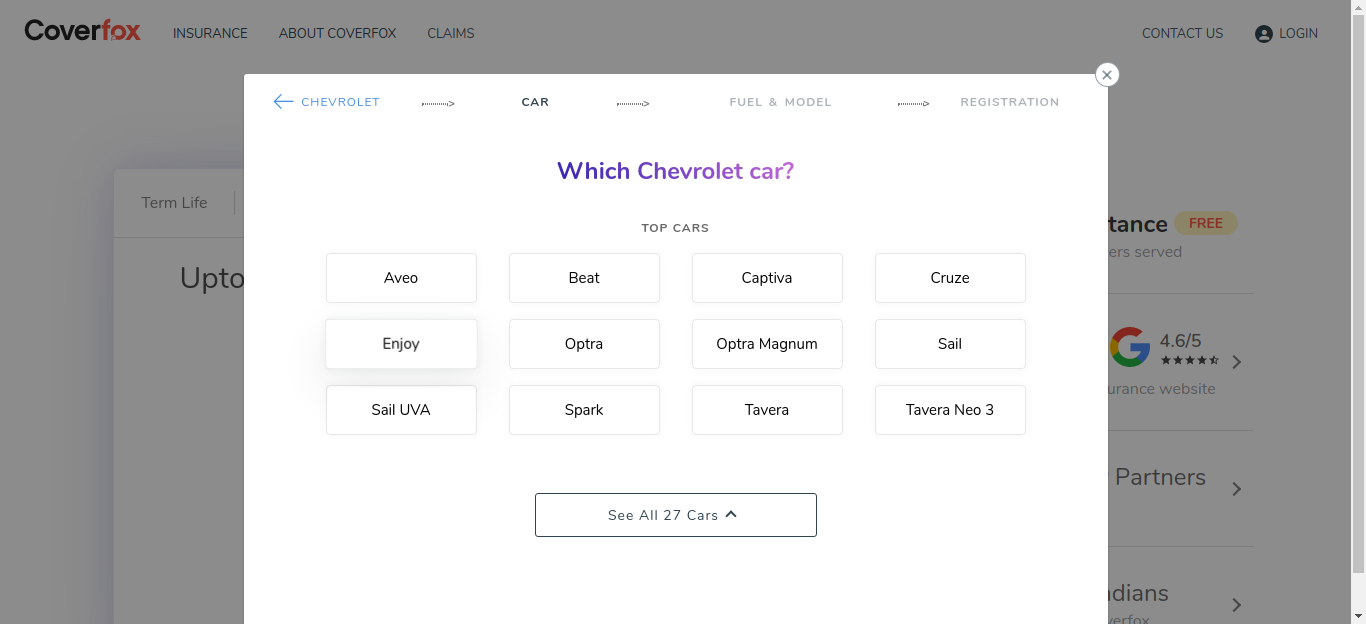 Coverfox INSURANCE ABOUT COVERFOX CLAIMS CONTACT US LOGIN
CHEVROLET CAR FUEL & MODEL REGISTRATION
Which Chevrolet car?
TOP CARS
Aveo Beat Captiva Cruze
Enjoy Optra Optra Magnum Sail
Sail UVA Spark Tavera Tavera Neo 3
See All 27 Cars
Term Life
Upto
tance FREE
ers served
4.6/5
urance website
Partners
dians
erfox